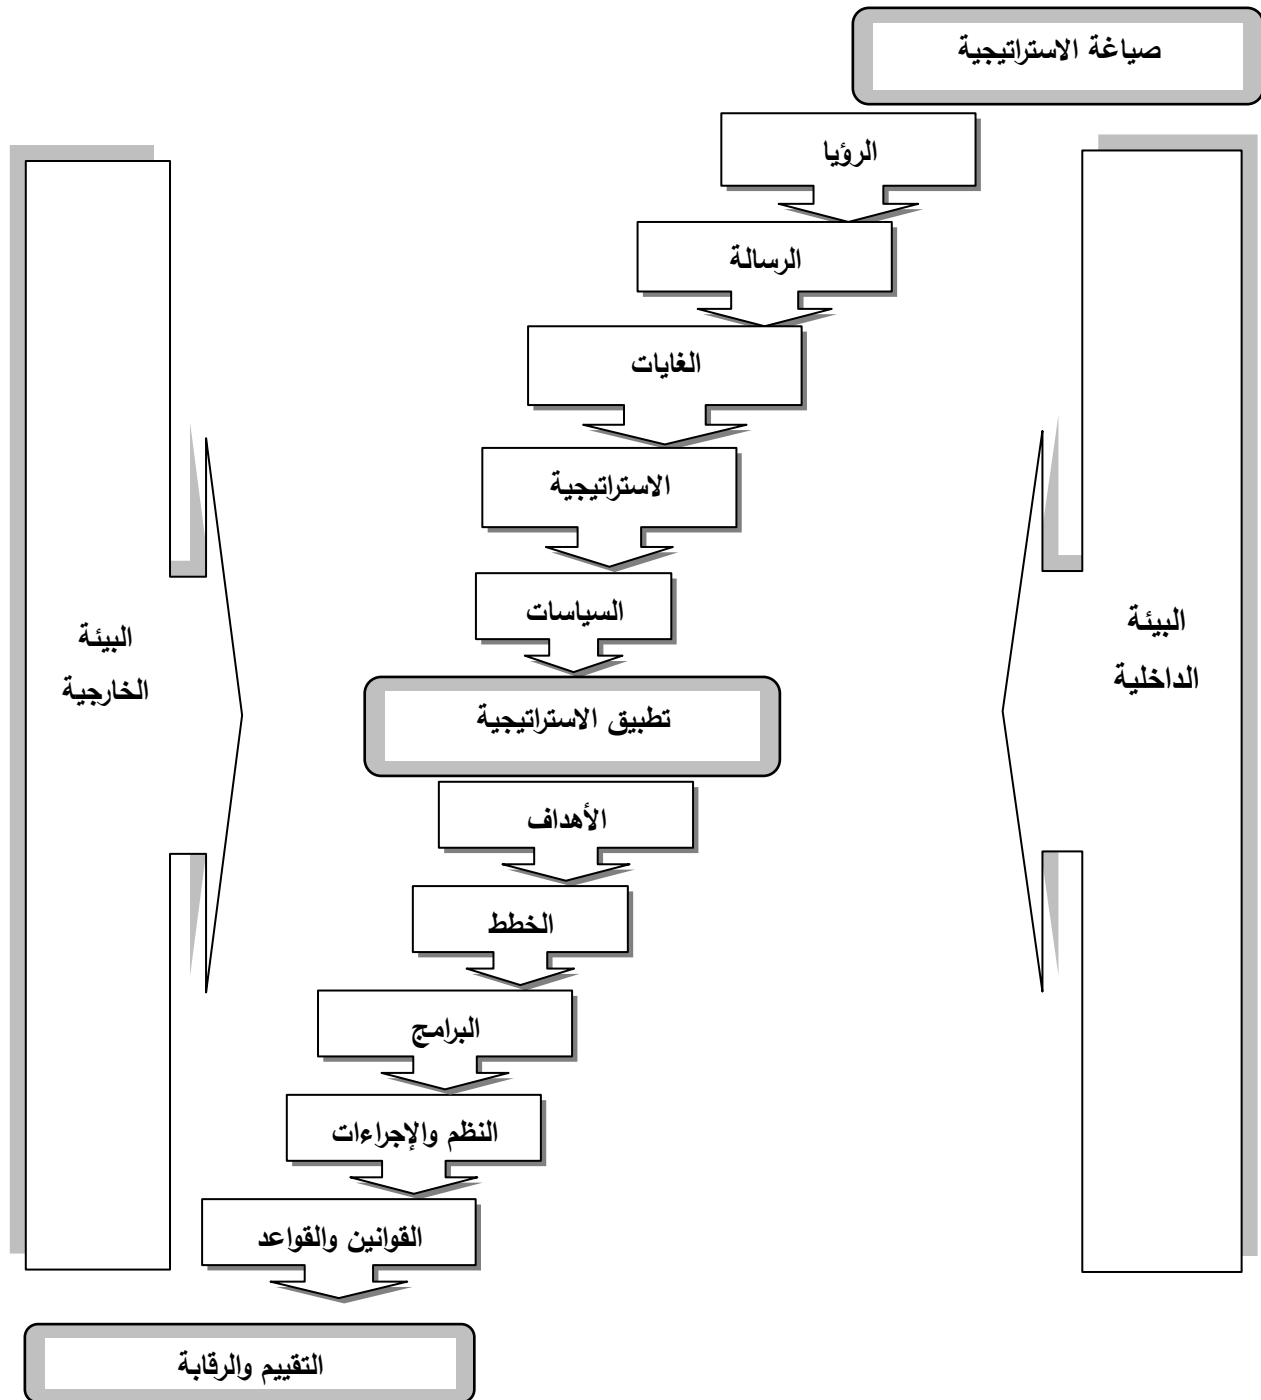 صياغة الاستراتيجية
الرؤيا
الرسالة
الغايات
الاستراتيجية
السياسات
البيئة
الداخلية
البيئة
الخارجية
تطبيق الاستراتيجية
الأهداف
الخطط
البرامج
النظم والإجراءات
القوانين والقواعد
التقييم والرقابة